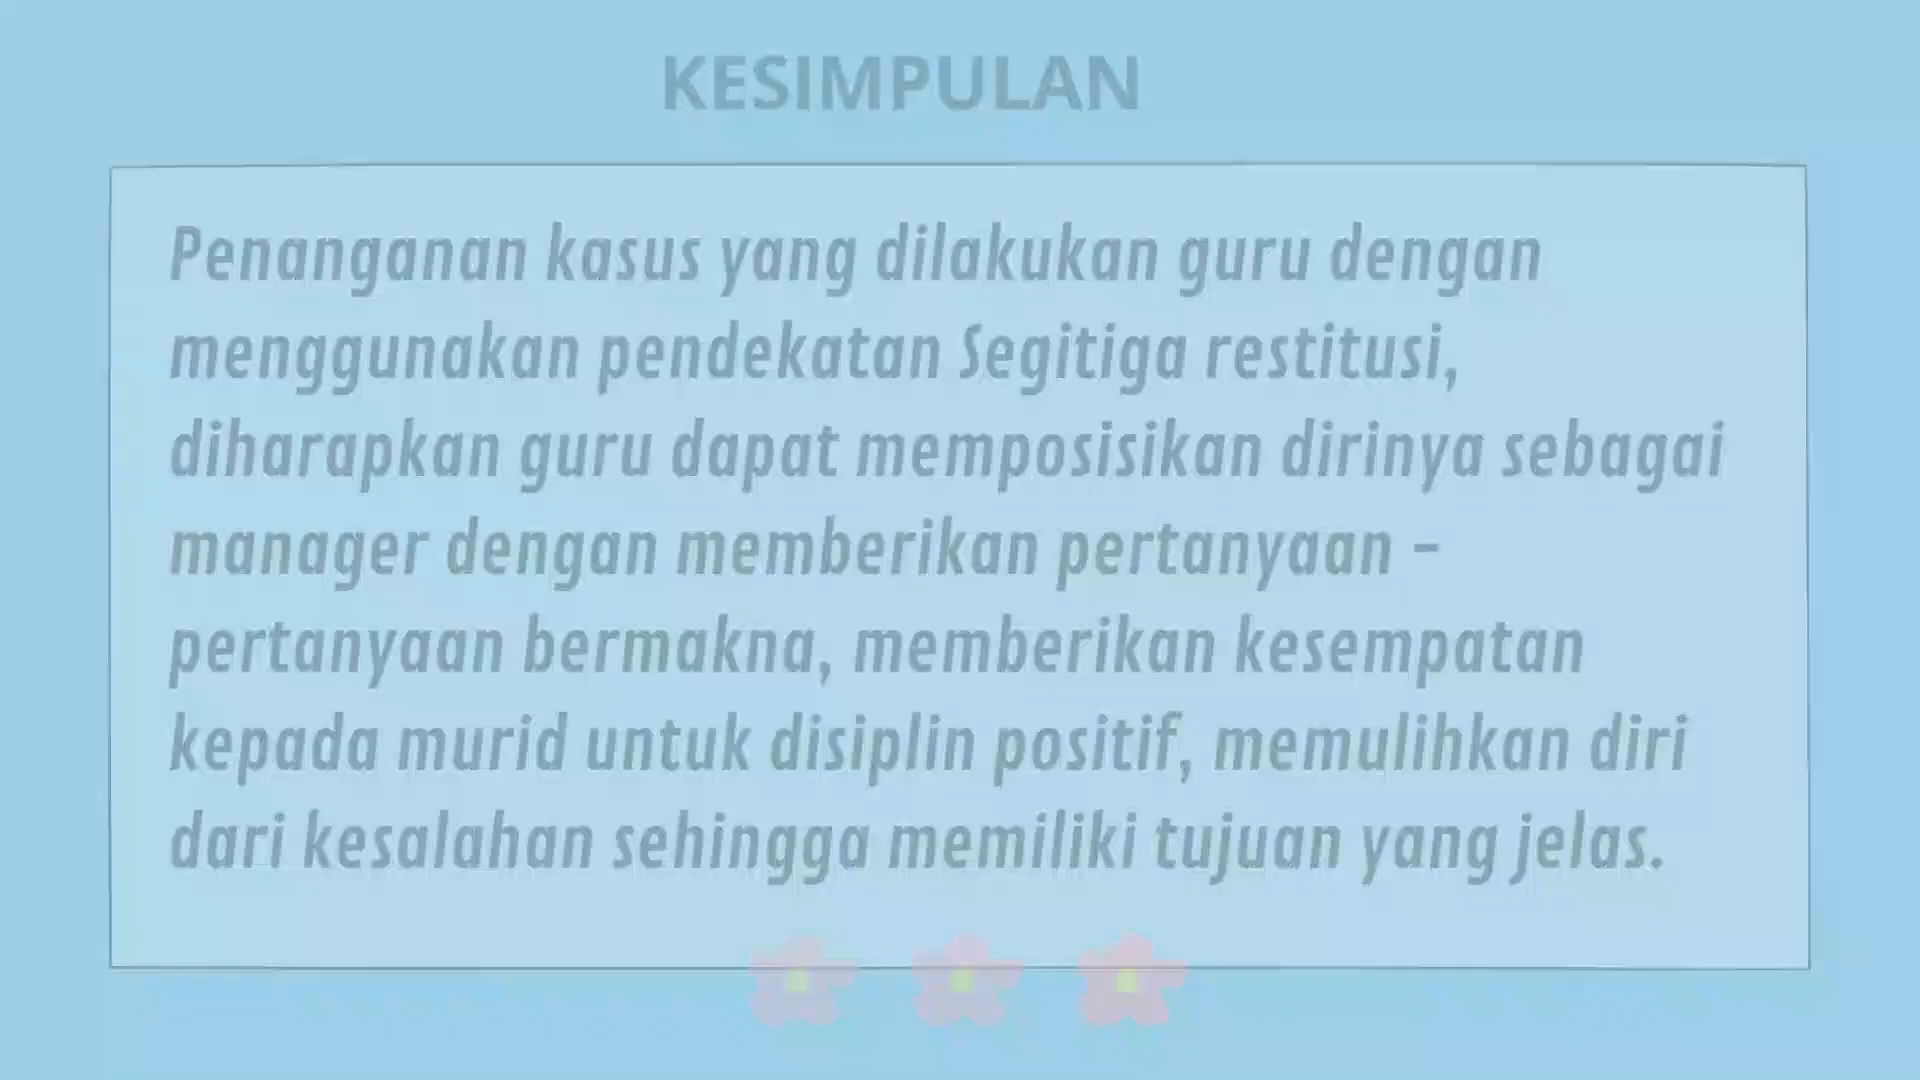 KESIMPULAN
Penanganan kasus yang dilakukan guru dengan
menggunakan pendekatan Segitiga restitusi,
diharapkan guru dapat memposisikan dirinya sebagai
manager dengan memberikan pertanyaan -
pertanyaan bermakna, memberikan kesempatan
kepada murid untuk disiplin positif, memulihkan diri
dari kesalahan sehingga memiliki tujuan yang jelas.